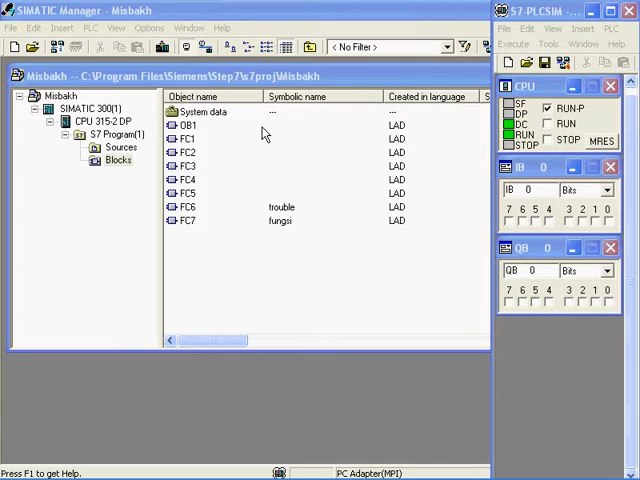 SIMATIC Manager - Misbakh
File Edit Insert PLC View Options Window Help
< No Filter >
Misbakh -- C:\Program Files\Siemens\Step7\s7proj\Misbakh
Misbakh
SIMATIC 300(1)
CPU 315-2 DP
S7 Program(1)
Sources
Blocks
Object name Symbolic name Created in language S
System data --- ---
OB1 LAD
FC1 LAD
FC2 LAD
FC3 LAD
FC4 LAD
FC5 LAD
FC6 trouble LAD
FC7 fungsi LAD
Press F1 to get Help.
PC Adapter(MPI)
S7-PLCSIM -...
File Edit View Insert PLC
Execute Tools Window Help
CPU
SF
DP
DC
RUN
STOP
RUN-P
RUN
STOP MRES
IB 0
IB 0 Bits
7 6 5 4 3 2 1 0
QB 0
QB 0 Bits
7 6 5 4 3 2 1 0